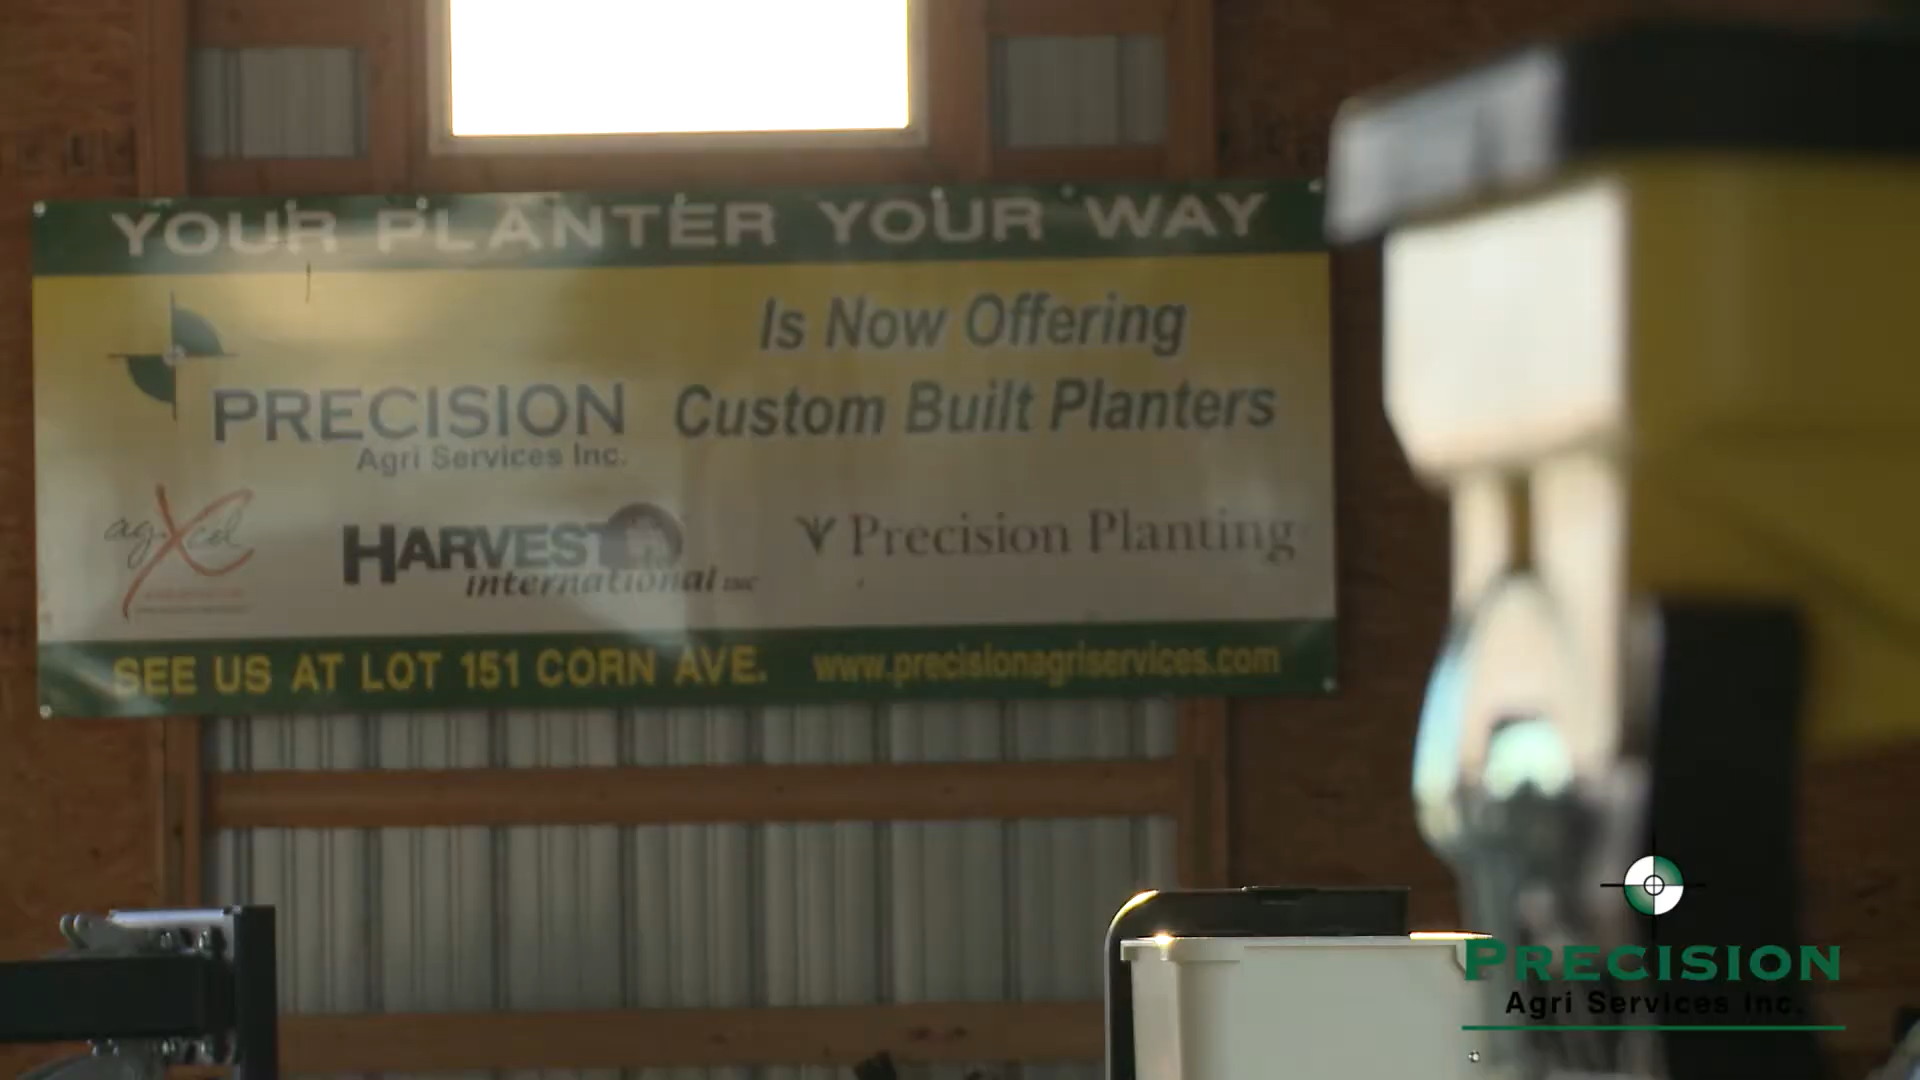 YOUR PLANTER YOUR WAY
Is Now Offering
Custom Built Planters
PRECISION
Agri Services Inc.
agXcel
HARVEST
international INC
Precision Planting
SEE US AT LOT 151 CORN AVE. www.precisionagriservices.com
PRECISION
Agri Services Inc.